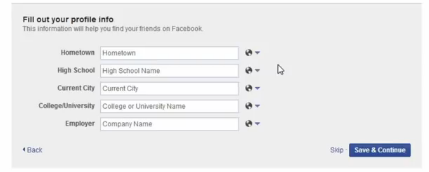 Fill out your profile info
This information will help you find your friends on Facebook.
Hometown Hometown
High School High School Name
Current City Current City
College/University College or University Name
Employer Company Name
Back Skip Save & Continue